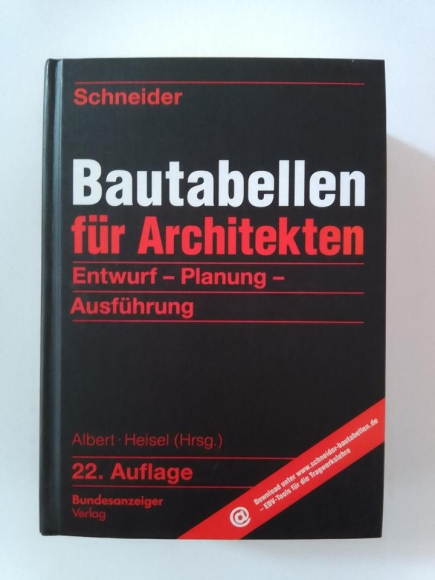 Schneider
Bautabellen
für Architekten
Entwurf – Planung –
Ausführung
Albert · Heisel (Hrsg.)
22. Auflage
Bundesanzeiger
Verlag
@
Download unter www.schneider-bautabellen.de
– EDV-Tools für die Tragwerkslehre